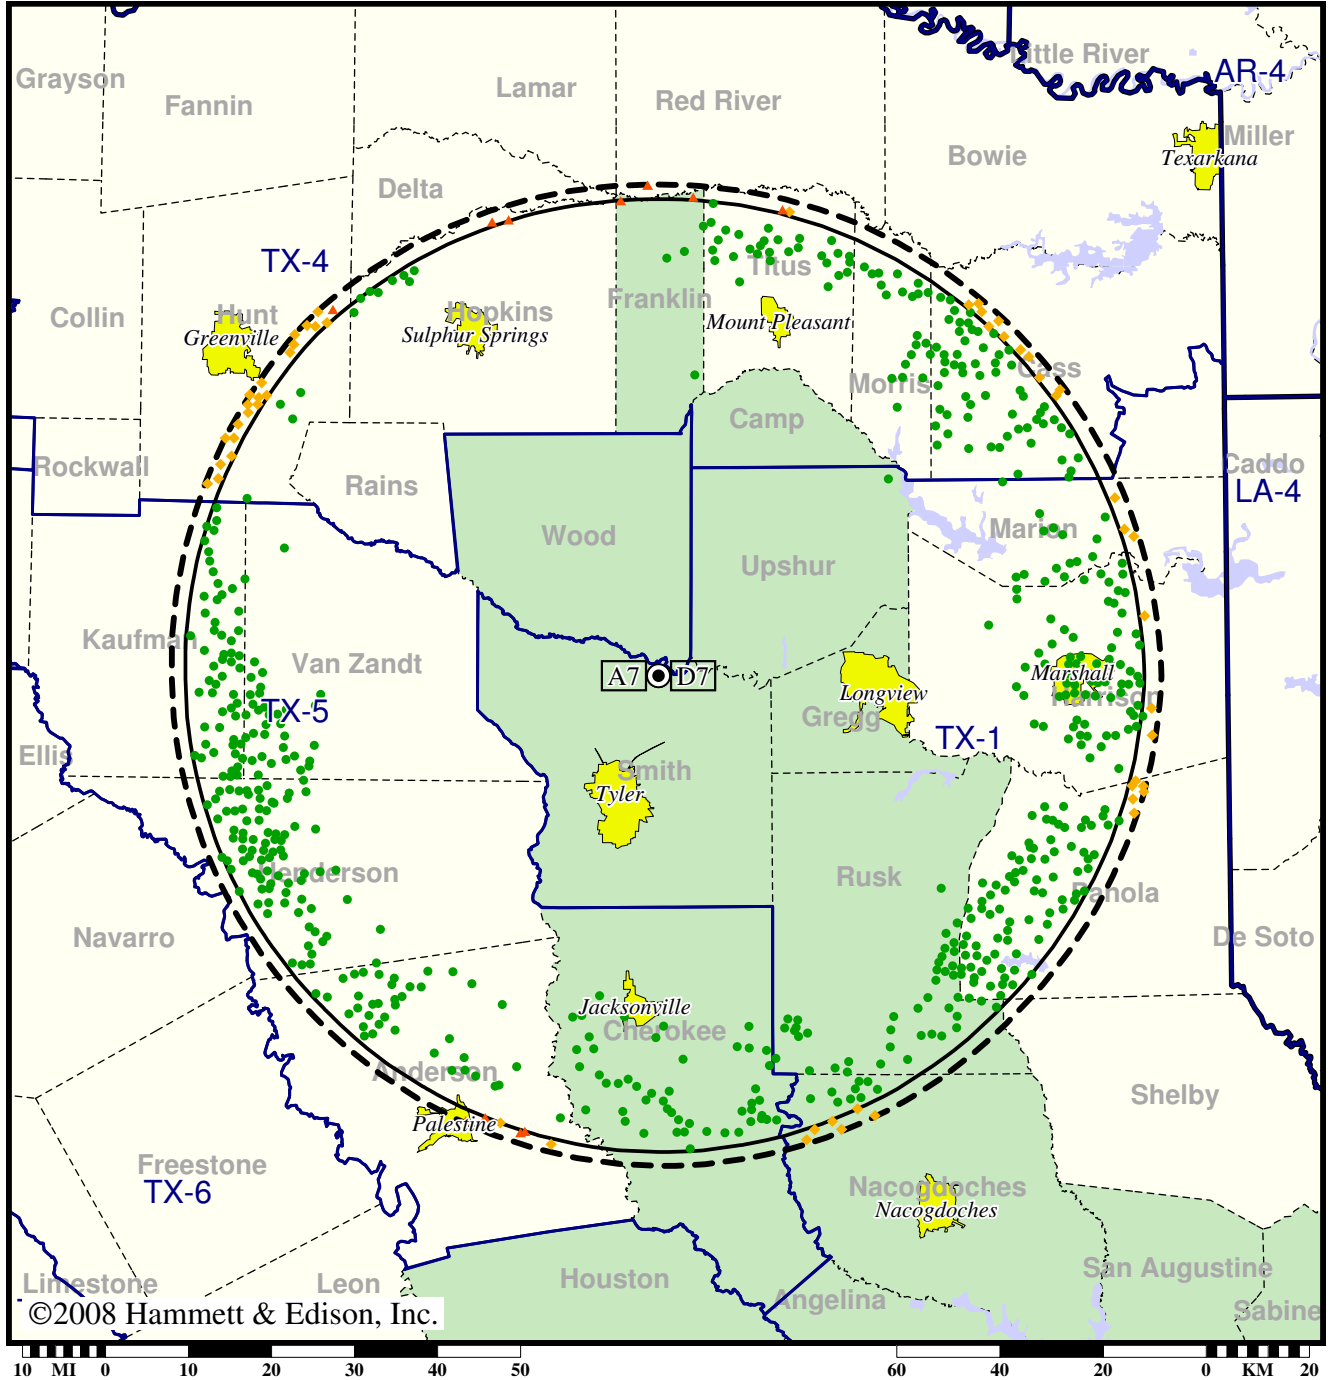 Little River
AR-4
Grayson
Fannin
Lamar
Red River
Miller
Bowie
Texarkana
Delta
TX-4
Titus
Collin
Hunt
Greenville
Hopkins
Sulphur Springs
Franklin
Mount Pleasant
Cass
Morris
Camp
Rockwall
Rains
Caddo
LA-4
Wood
Marion
Upshur
Kaufman
Van Zandt
A7
D7
Marshall
Harrison
Longview
Gregg
TX-5
TX-1
Ellis
Smith
Tyler
Henderson
Rusk
Panola
Navarro
De Soto
Jacksonville
Cherokee
Anderson
Palestine
Shelby
Freestone
TX-6
Nacogdoches
Nacogdoches
Limestone
Leon
Houston
San Augustine
Angelina
Sabine
©2008 Hammett & Edison, Inc.
10 MI 0 10 20 30 40 50
60 40 20 0 KM 20